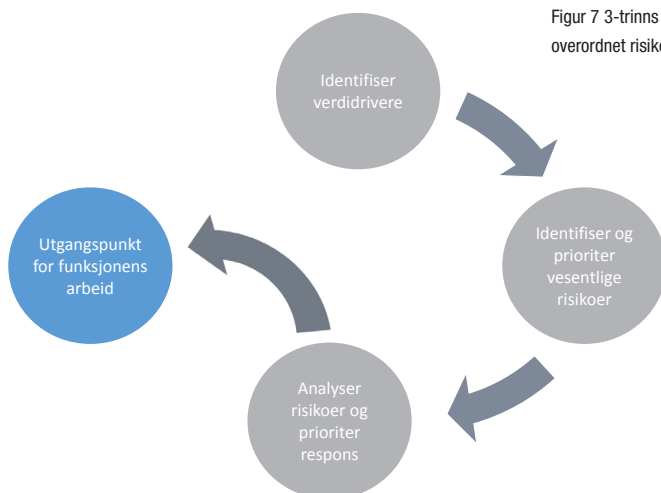 Figur 7 3-trinns
overordnet
Identifiser
verdidrivere
Identifiser og
prioriter
vesentlige
risikoer
Analyser
risikoer og
prioriter
respons
Utgangspunkt
for funksjonens
arbeid